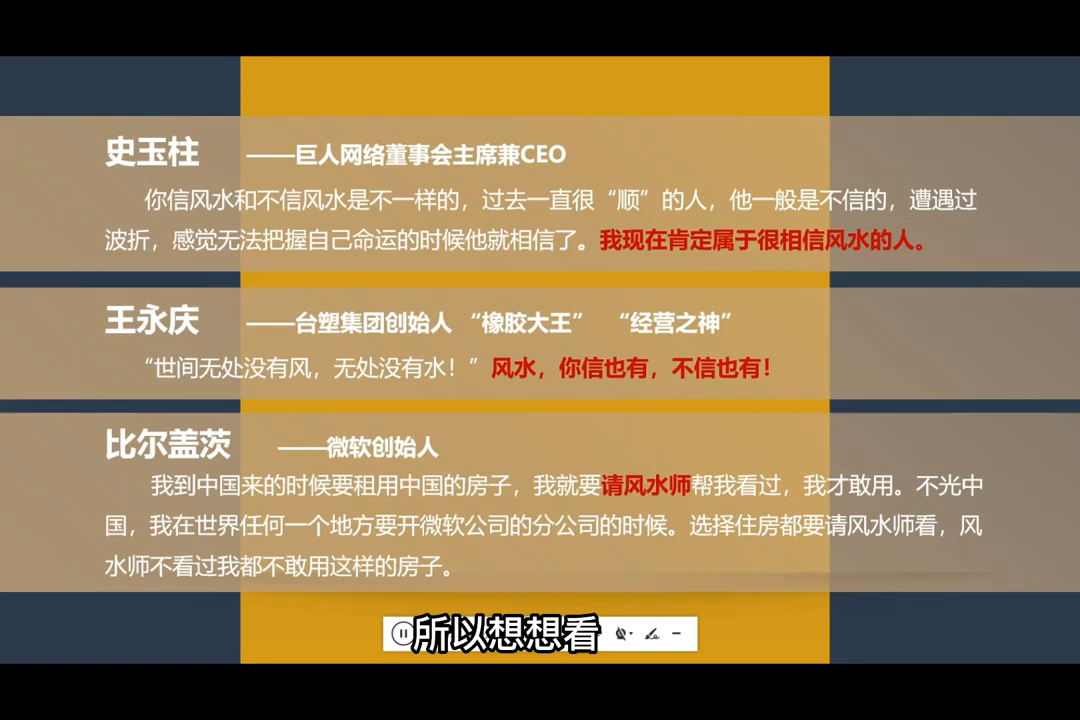 史玉柱 ——巨人网络董事会主席兼CEO
你信风水和不信风水是不一样的，过去一直很“顺”的人，他一般是不信的，遭遇过
波折，感觉无法把握自己命运的时候他就相信了。我现在肯定属于很相信风水的人。
王永庆 ——台塑集团创始人 “橡胶大王” “经营之神”
“世间无处没有风，无处没有水！”风水，你信也有，不信也有！
比尔盖茨 ——微软创始人
我到中国来的时候要租用中国的房子，我就要请风水师帮我看过，我才敢用。不光中
国，我在世界任何一个地方要开微软公司的分公司的时候。选择住房都要请风水师看，风
水师不看过我都不敢用这样的房子。
所以想想看